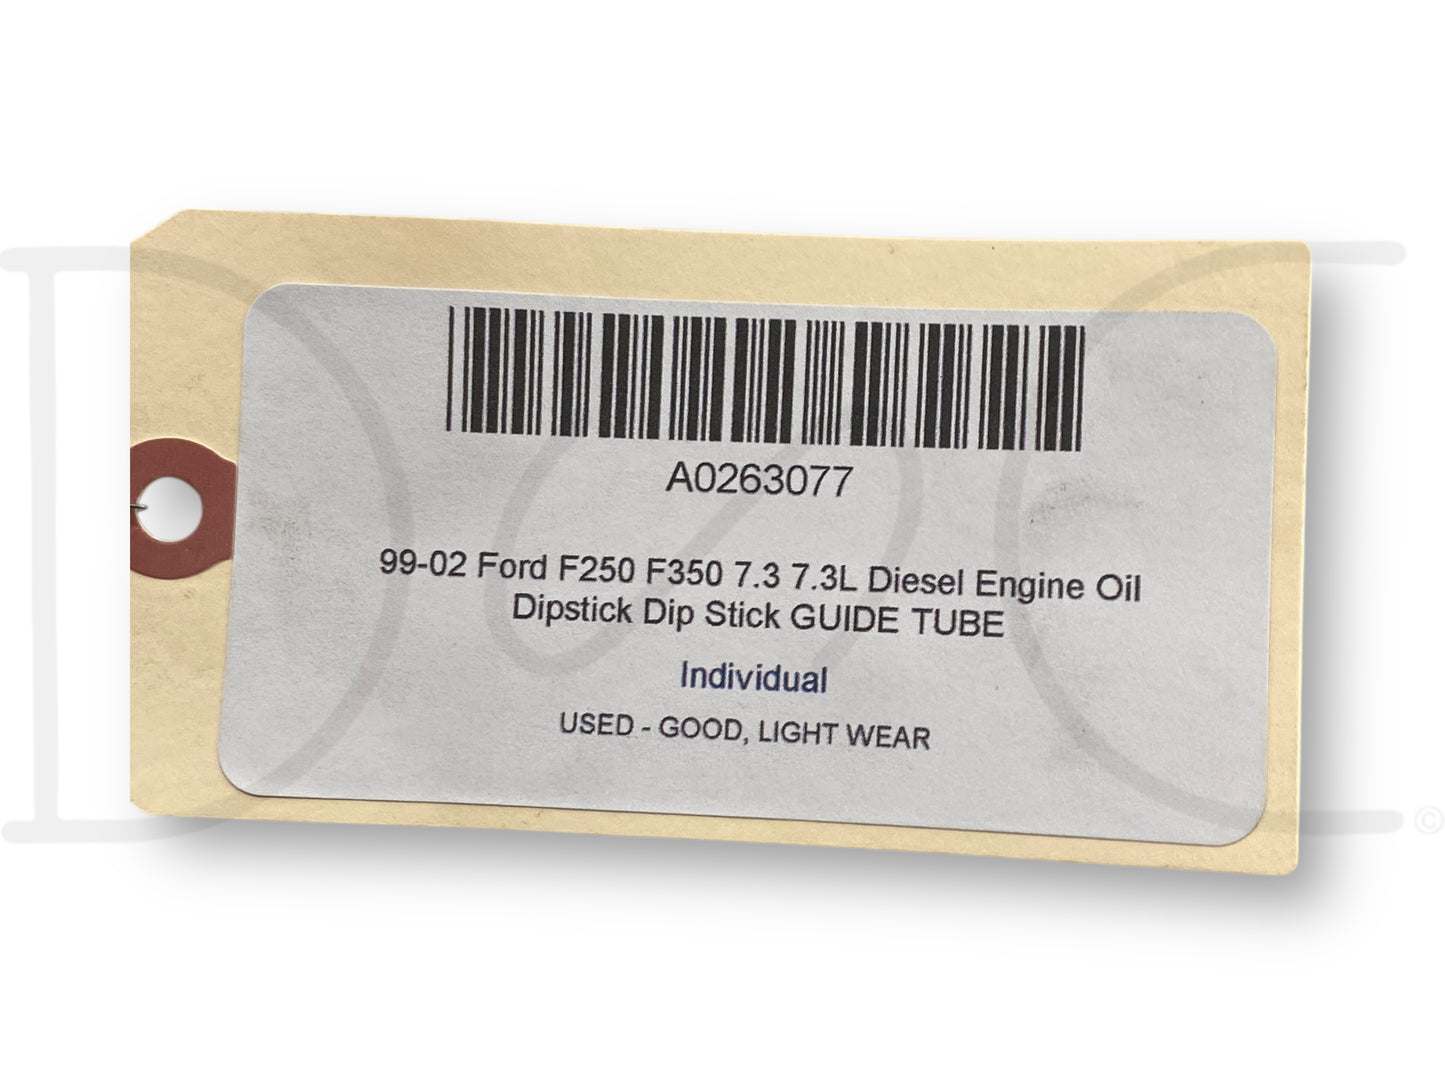 A0263077
99-02 Ford F250 F350 7.3 7.3L Diesel Engine Oil
Dipstick Dip Stick GUIDE TUBE
Individual
USED - GOOD, LIGHT WEAR
©